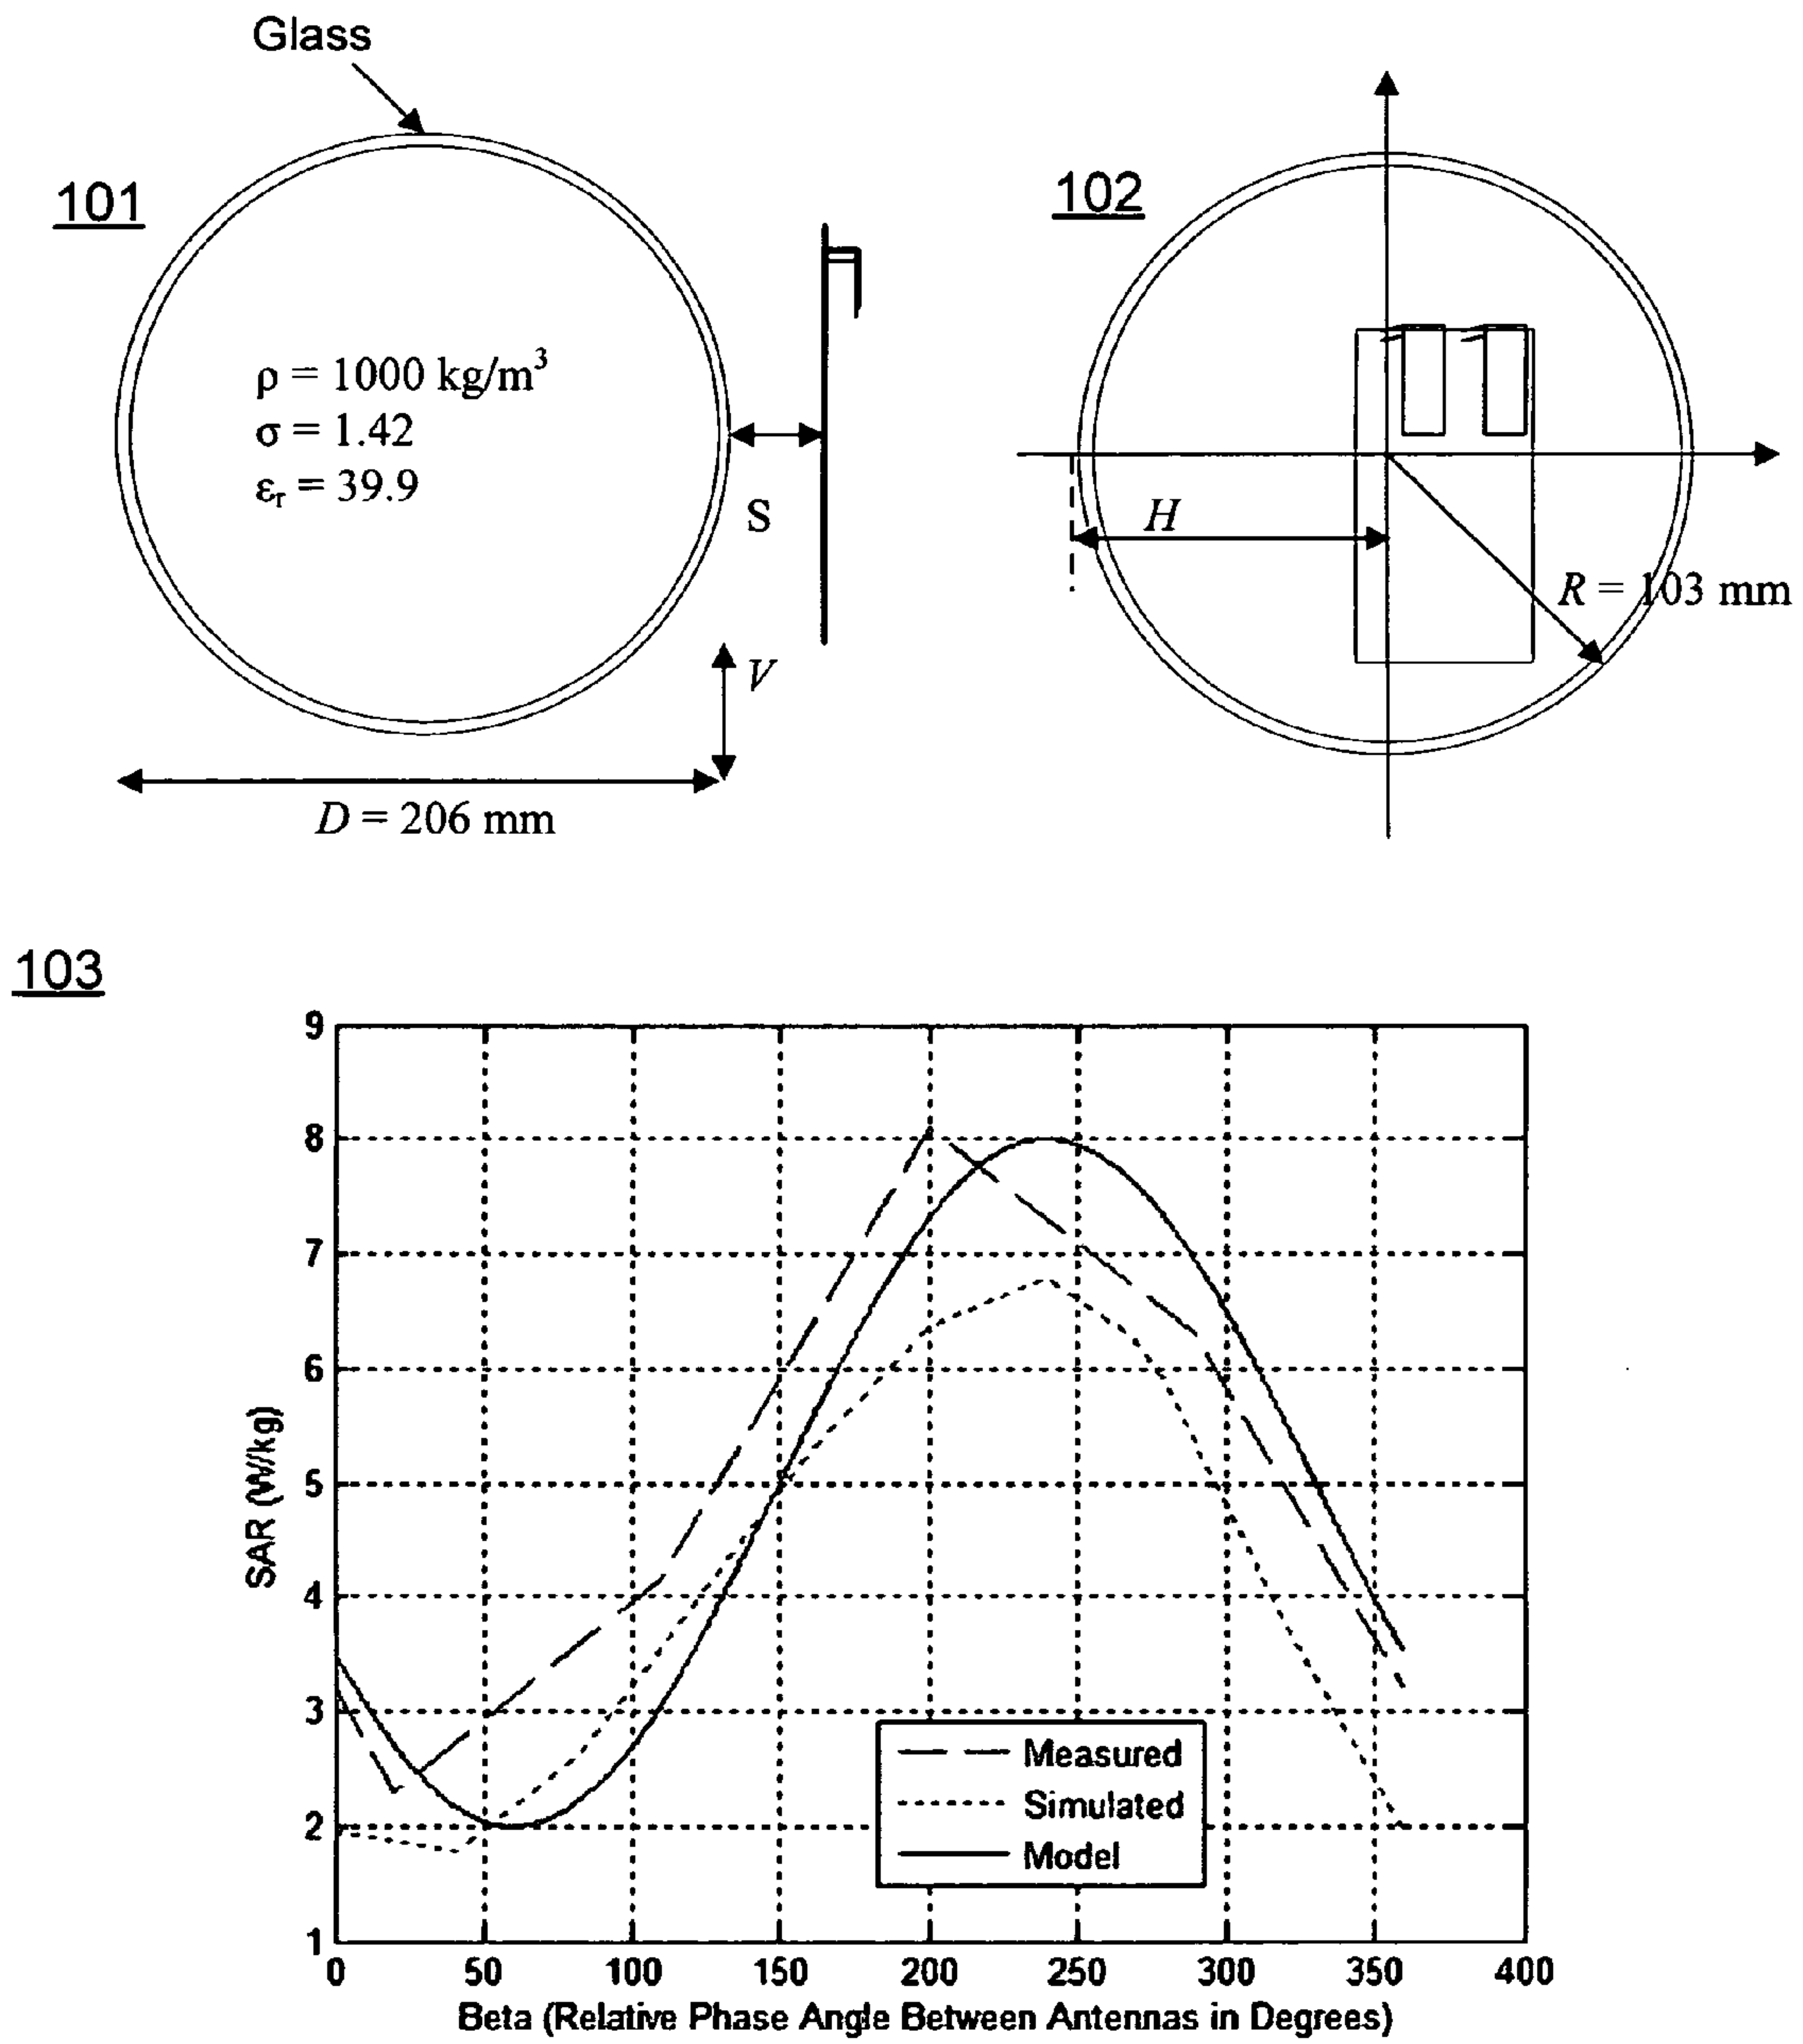 Glass
101
ρ = 1000 kg/m³
σ = 1.42
εr = 39.9
S
V
D = 206 mm
102
H
R = 103 mm
103
SAR (W/kg)
9
8
7
6
5
4
3
2
1
Measured
Simulated
Model
0 50 100 150 200 250 300 350 400
Beta (Relative Phase Angle Between Antennas in Degrees)